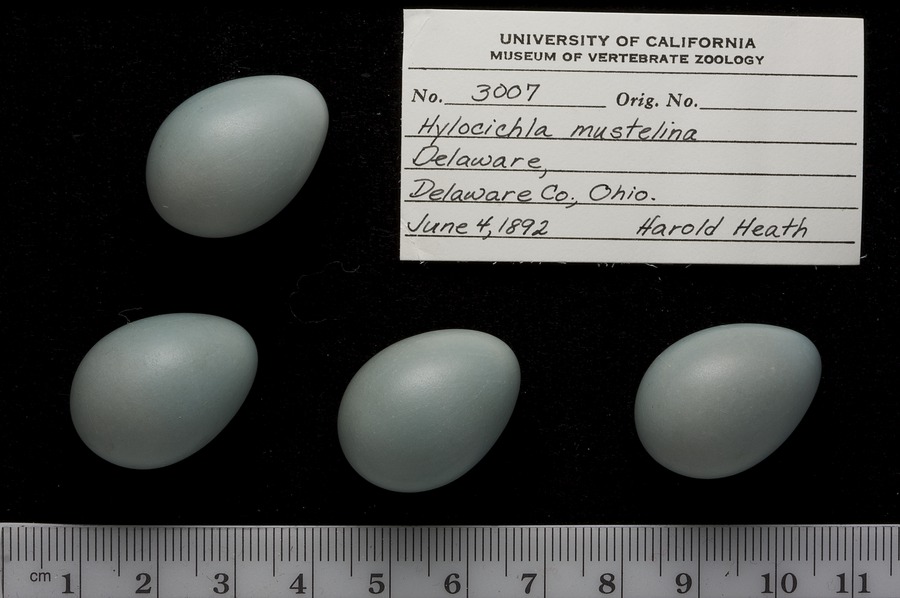 UNIVERSITY OF CALIFORNIA
MUSEUM OF VERTEBRATE ZOOLOGY
No. 3007 Orig. No.
Hylocichla mustelina
Delaware,
Delaware Co., Ohio.
June 4, 1892 Harold Heath
cm 1 2 3 4 5 6 7 8 9 10 11